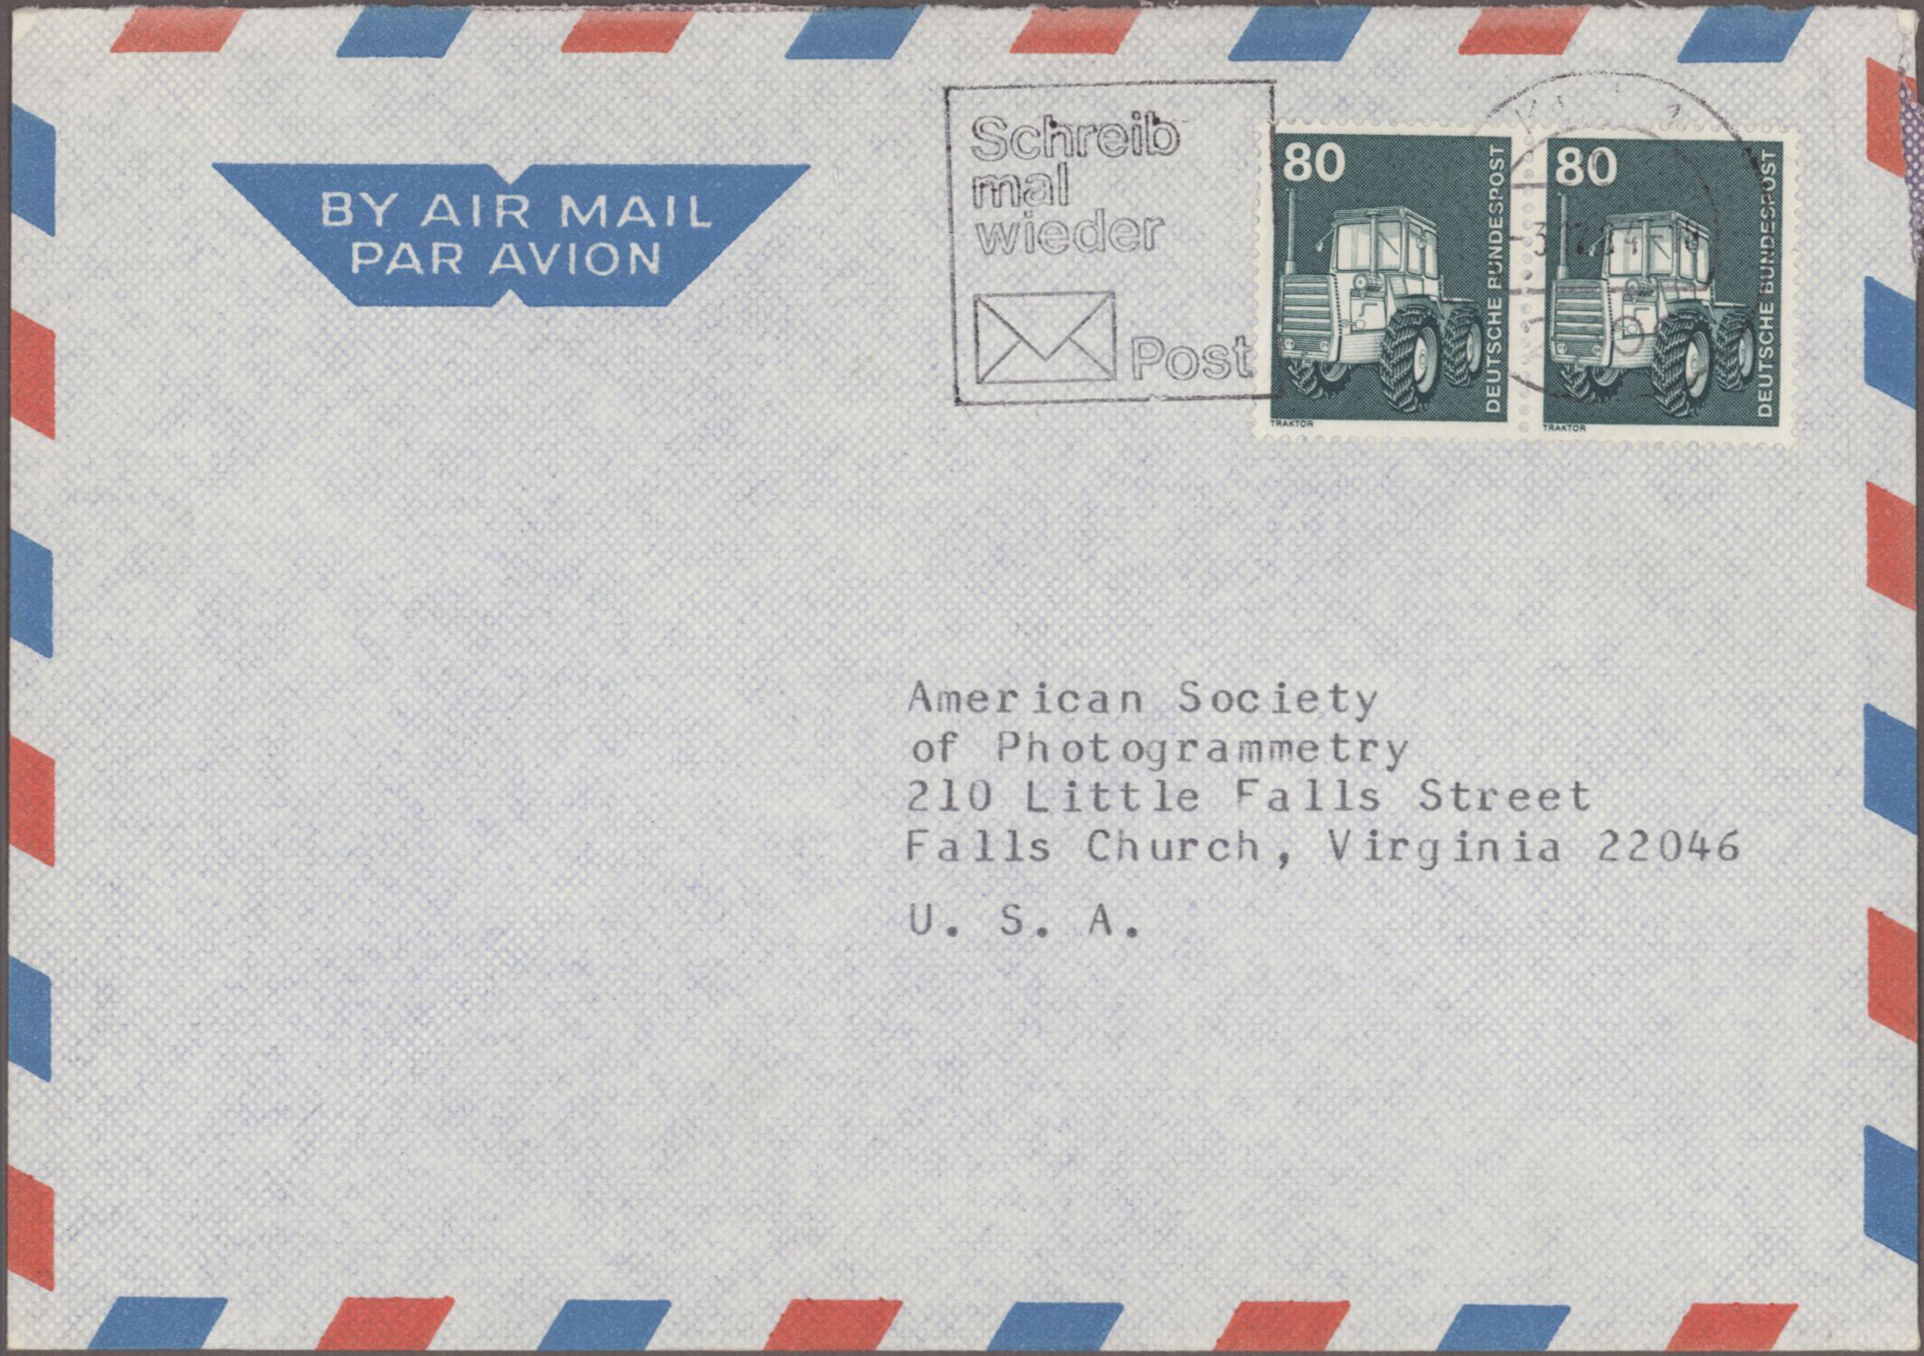 BY AIR MAIL
PAR AVION
Schreib
mal
wieder
Post
80
DEUTSCHE BUNDESPOST
TRAKTOR
80
DEUTSCHE BUNDESPOST
TRAKTOR
American Society
of Photogrammetry
210 Little Falls Street
Falls Church, Virginia 22046
U. S. A.